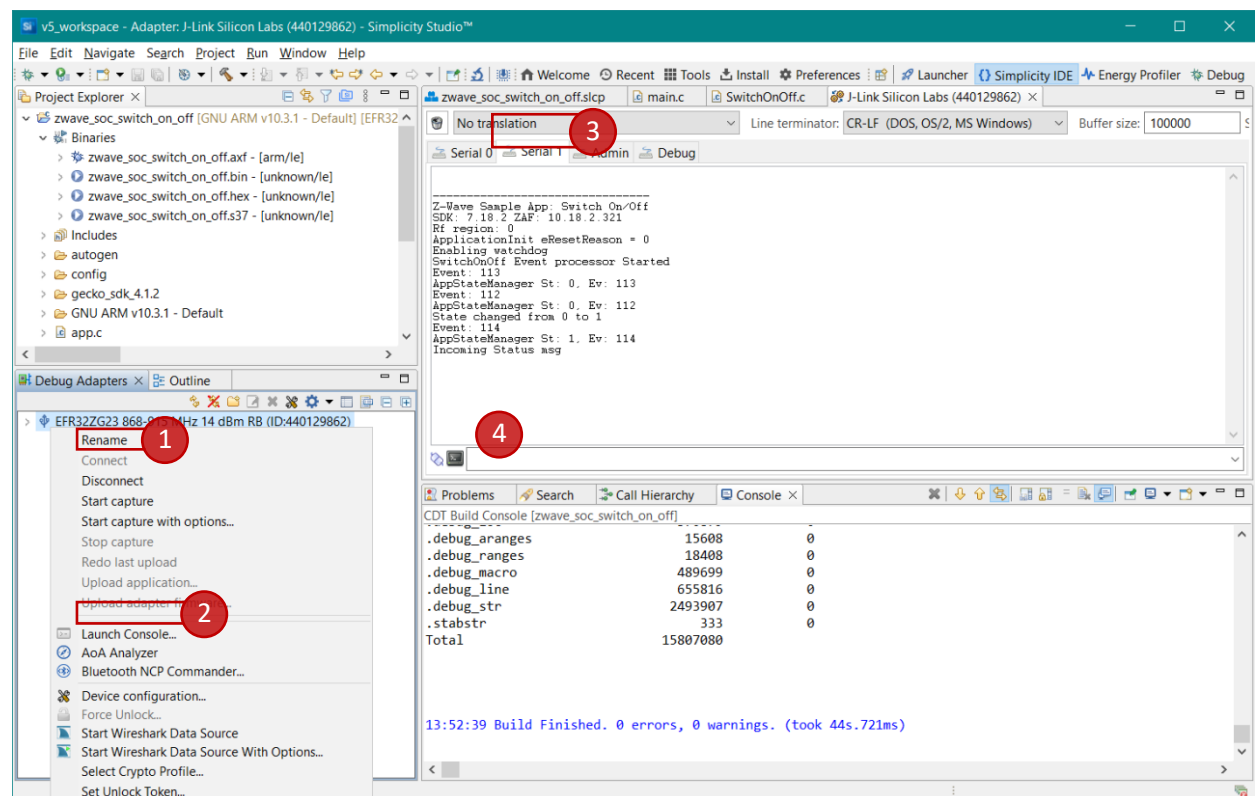 v5_workspace - Adapter: J-Link Silicon Labs (440129862) - Simplicity Studio™
File Edit Navigate Search Project Run Window Help
Welcome Recent Tools Install Preferences Launcher {} Simplicity IDE Energy Profiler Debug
Project Explorer
zwave_soc_switch_on_off [GNU ARM v10.3.1 - Default] [EFR32
Binaries
zwave_soc_switch_on_off.axf - [arm/le]
zwave_soc_switch_on_off.bin - [unknown/le]
zwave_soc_switch_on_off.hex - [unknown/le]
zwave_soc_switch_on_off.s37 - [unknown/le]
Includes
autogen
config
gecko_sdk_4.1.2
GNU ARM v10.3.1 - Default
app.c
Debug Adapters Outline
EFR32ZG23 868-915 MHz 14 dBm RB (ID:440129862)
1
Rename
Connect
Disconnect
Start capture
Start capture with options...
Stop capture
Redo last upload
Upload application...
Upload adapter firmware...
2
Launch Console...
AoA Analyzer
Bluetooth NCP Commander...
Device configuration...
Force Unlock...
Start Wireshark Data Source
Start Wireshark Data Source With Options...
Select Crypto Profile...
Set Unlock Token...
zwave_soc_switch_on_off.slcp main.c SwitchOnOff.c J-Link Silicon Labs (440129862)
No translation Line terminator: CR-LF (DOS, OS/2, MS Windows) Buffer size: 100000
3
Serial 0 Serial 1 Admin Debug
Z-Wave Sample App: Switch On/Off
SDK: 7.18.2 ZAF: 10.18.2.321
Rf region: 0
ApplicationInit eResetReason = 0
Enabling watchdog
SwitchOnOff Event processor Started
Event: 113
AppStateManager St: 0, Ev: 113
Event: 112
AppStateManager St: 0, Ev: 112
State changed from 0 to 1
Event: 114
AppStateManager St: 1, Ev: 114
Incoming Status msg
4
Problems Search Call Hierarchy Console
CDT Build Console [zwave_soc_switch_on_off]
.debug_aranges 15608 0
.debug_ranges 18408 0
.debug_macro 489699 0
.debug_line 655816 0
.debug_str 2493907 0
.stabstr 333 0
Total 15807080
13:52:39 Build Finished. 0 errors, 0 warnings. (took 44s.721ms)